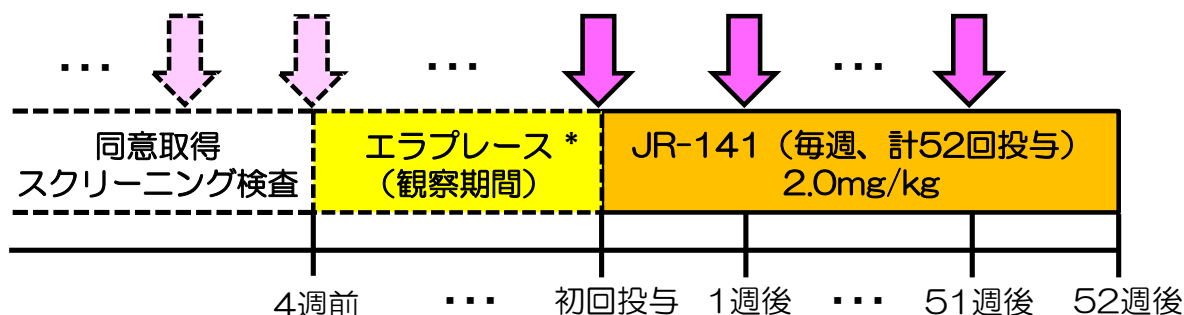 … … …
同意取得
スクリーニング検査
エラプレース *
（観察期間）
JR-141（毎週、計52回投与）
2.0mg/kg
4週前 … 初回投与 1週後 … 51週後 52週後